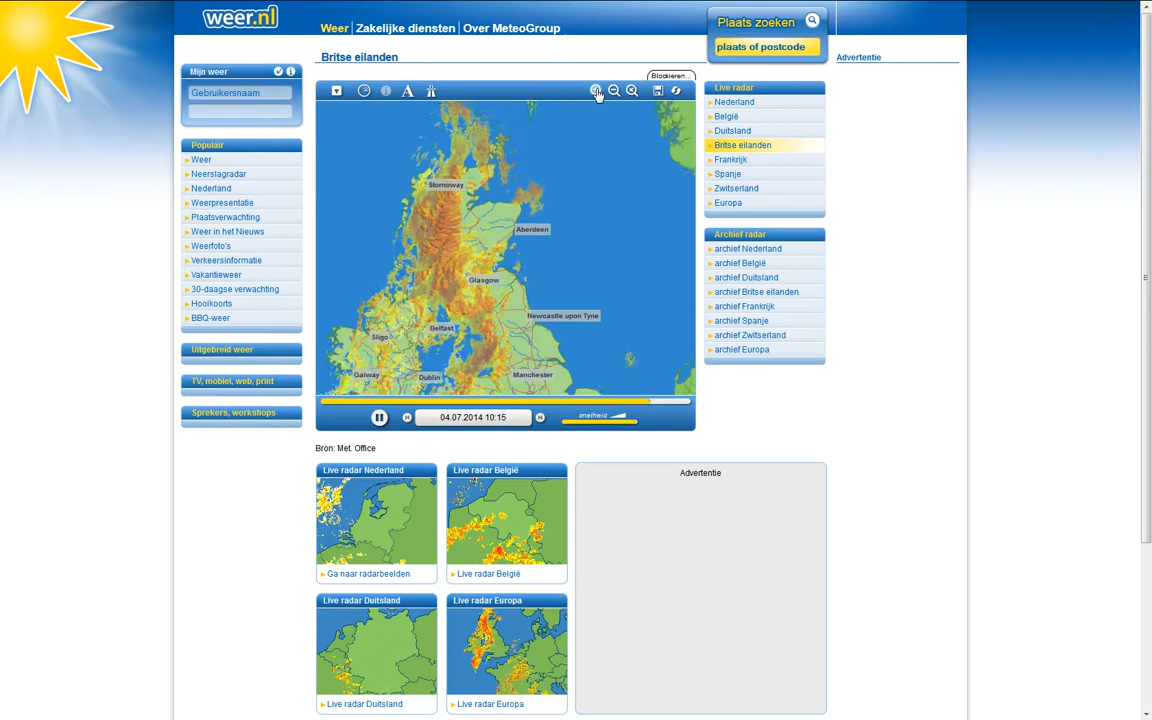 weer.nl
Weer Zakelijke diensten Over MeteoGroup
Plaats zoeken
plaats of postcode
Britse eilanden
Advertentie
Mijn weer
Gebruikersnaam
Populair
Weer
Neerslagradar
Nederland
Weerpresentatie
Plaatsverwachting
Weer in het Nieuws
Weerfoto's
Verkeersinformatie
Vakantieweer
30-daagse verwachting
Hooikoorts
BBQ-weer
Uitgebreid weer
TV, mobiel, web, print
Sprekers, workshops
Blockieren...
A
Stornoway
Aberdeen
Glasgow
Newcastle upon Tyne
Belfast
Sligo
Galway
Dublin
Manchester
04.07.2014 10:15
snelheid
Bron: Met. Office
Live radar
Nederland
België
Duitsland
Britse eilanden
Frankrijk
Spanje
Zwitserland
Europa
Archief radar
archief Nederland
archief België
archief Duitsland
archief Britse eilanden
archief Frankrijk
archief Spanje
archief Zwitserland
archief Europa
Live radar Nederland
Ga naar radarbeelden
Live radar België
Live radar België
Advertentie
Live radar Duitsland
Live radar Duitsland
Live radar Europa
Live radar Europa